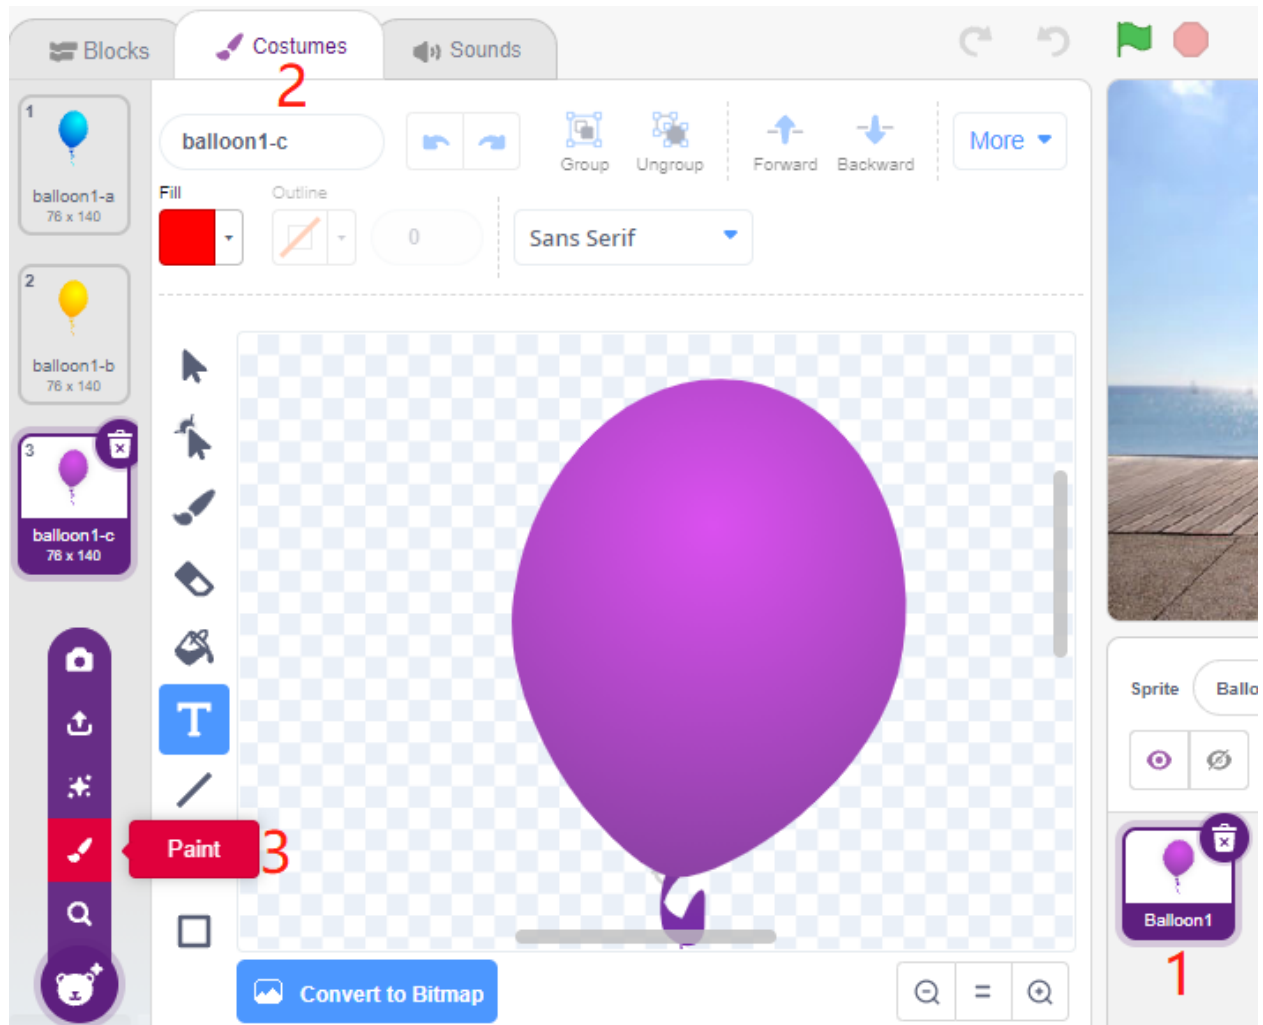 Blocks
Costumes
Sounds
2
1
balloon1-a
76 x 140
2
balloon1-b
76 x 140
3
balloon1-c
76 x 140
balloon1-c
Group
Ungroup
Forward
Backward
More
Fill
Outline
0
Sans Serif
T
Paint
3
Convert to Bitmap
=
Sprite
Ballo
Balloon1
1